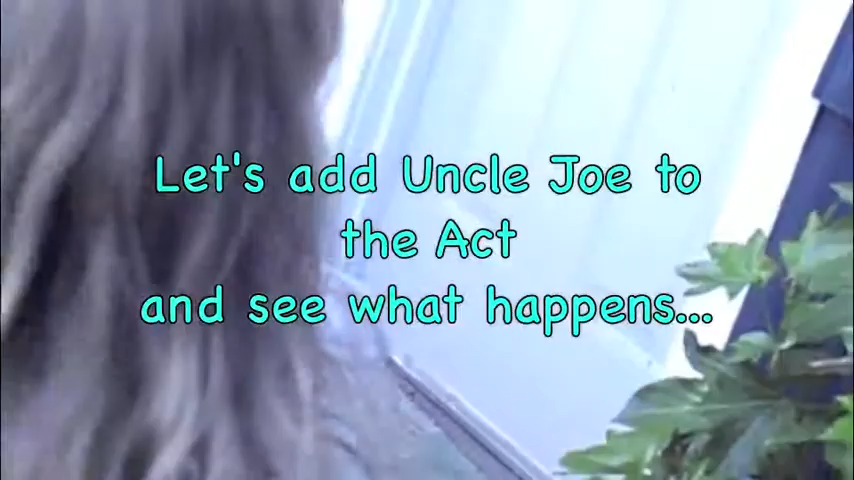 Let's add Uncle Joe to
the Act
and see what happens...